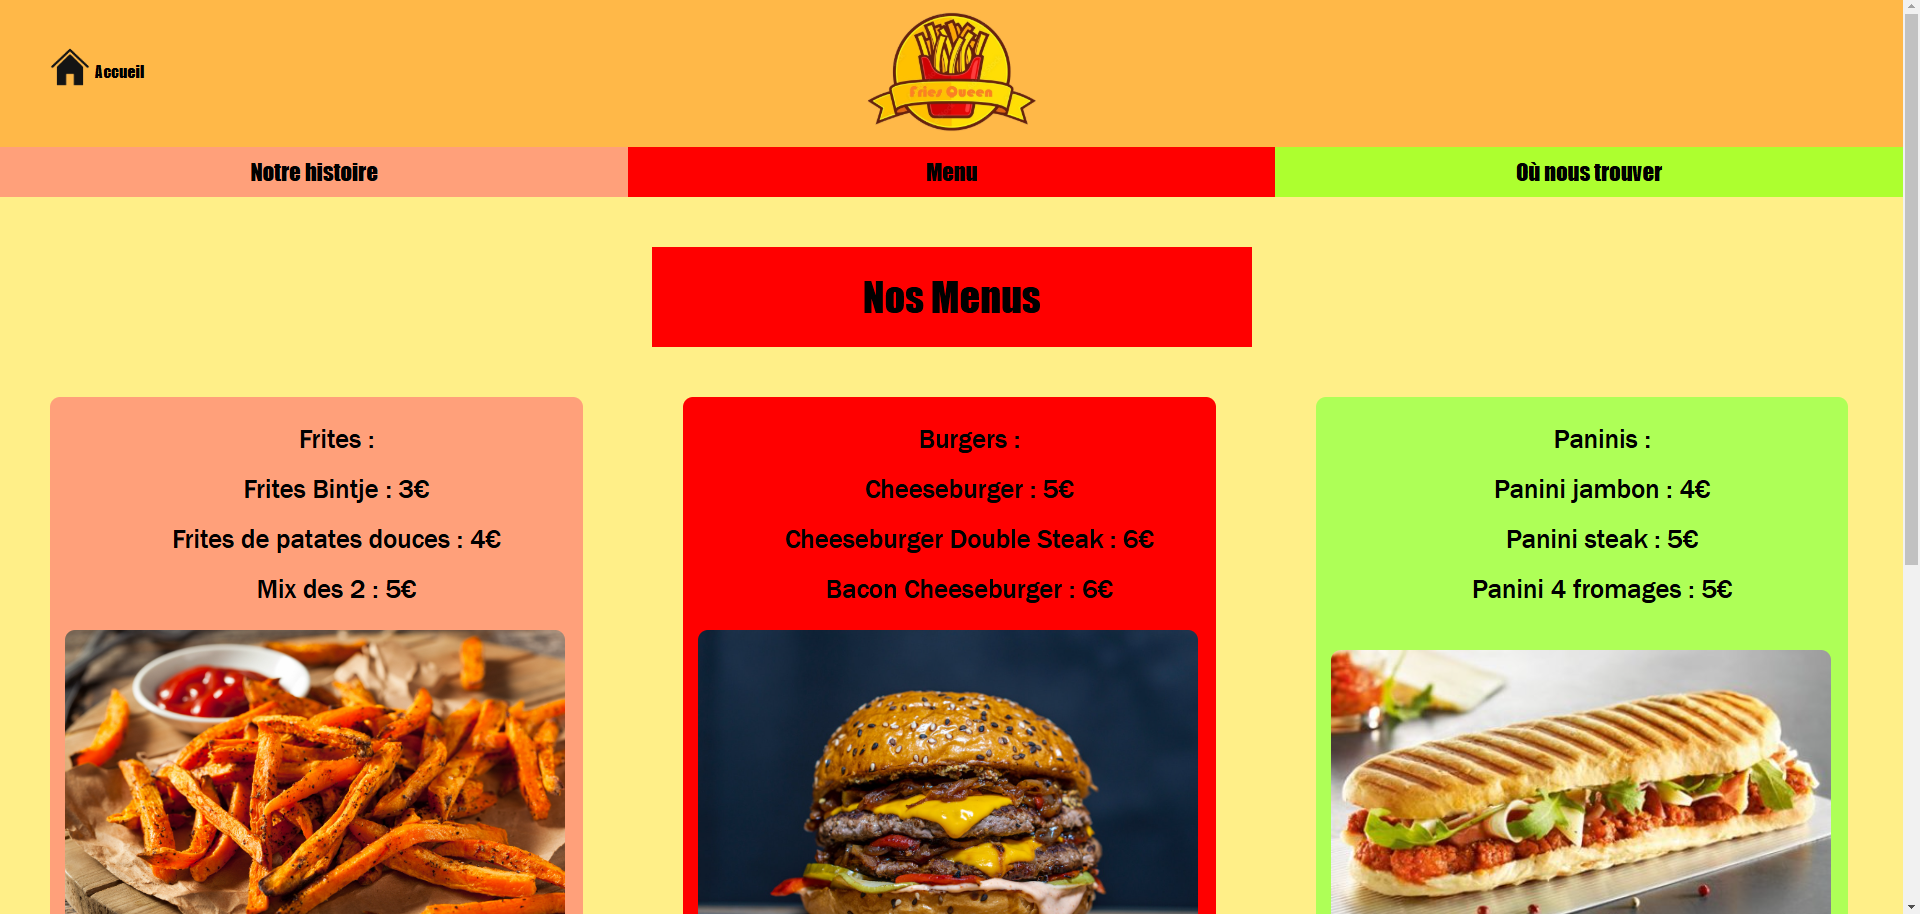 Accueil
Fries Queen
Notre histoire
Menu
Où nous trouver
Nos Menus
Frites :
Frites Bintje : 3€
Frites de patates douces : 4€
Mix des 2 : 5€
Burgers :
Cheeseburger : 5€
Cheeseburger Double Steak : 6€
Bacon Cheeseburger : 6€
Paninis :
Panini jambon : 4€
Panini steak : 5€
Panini 4 fromages : 5€